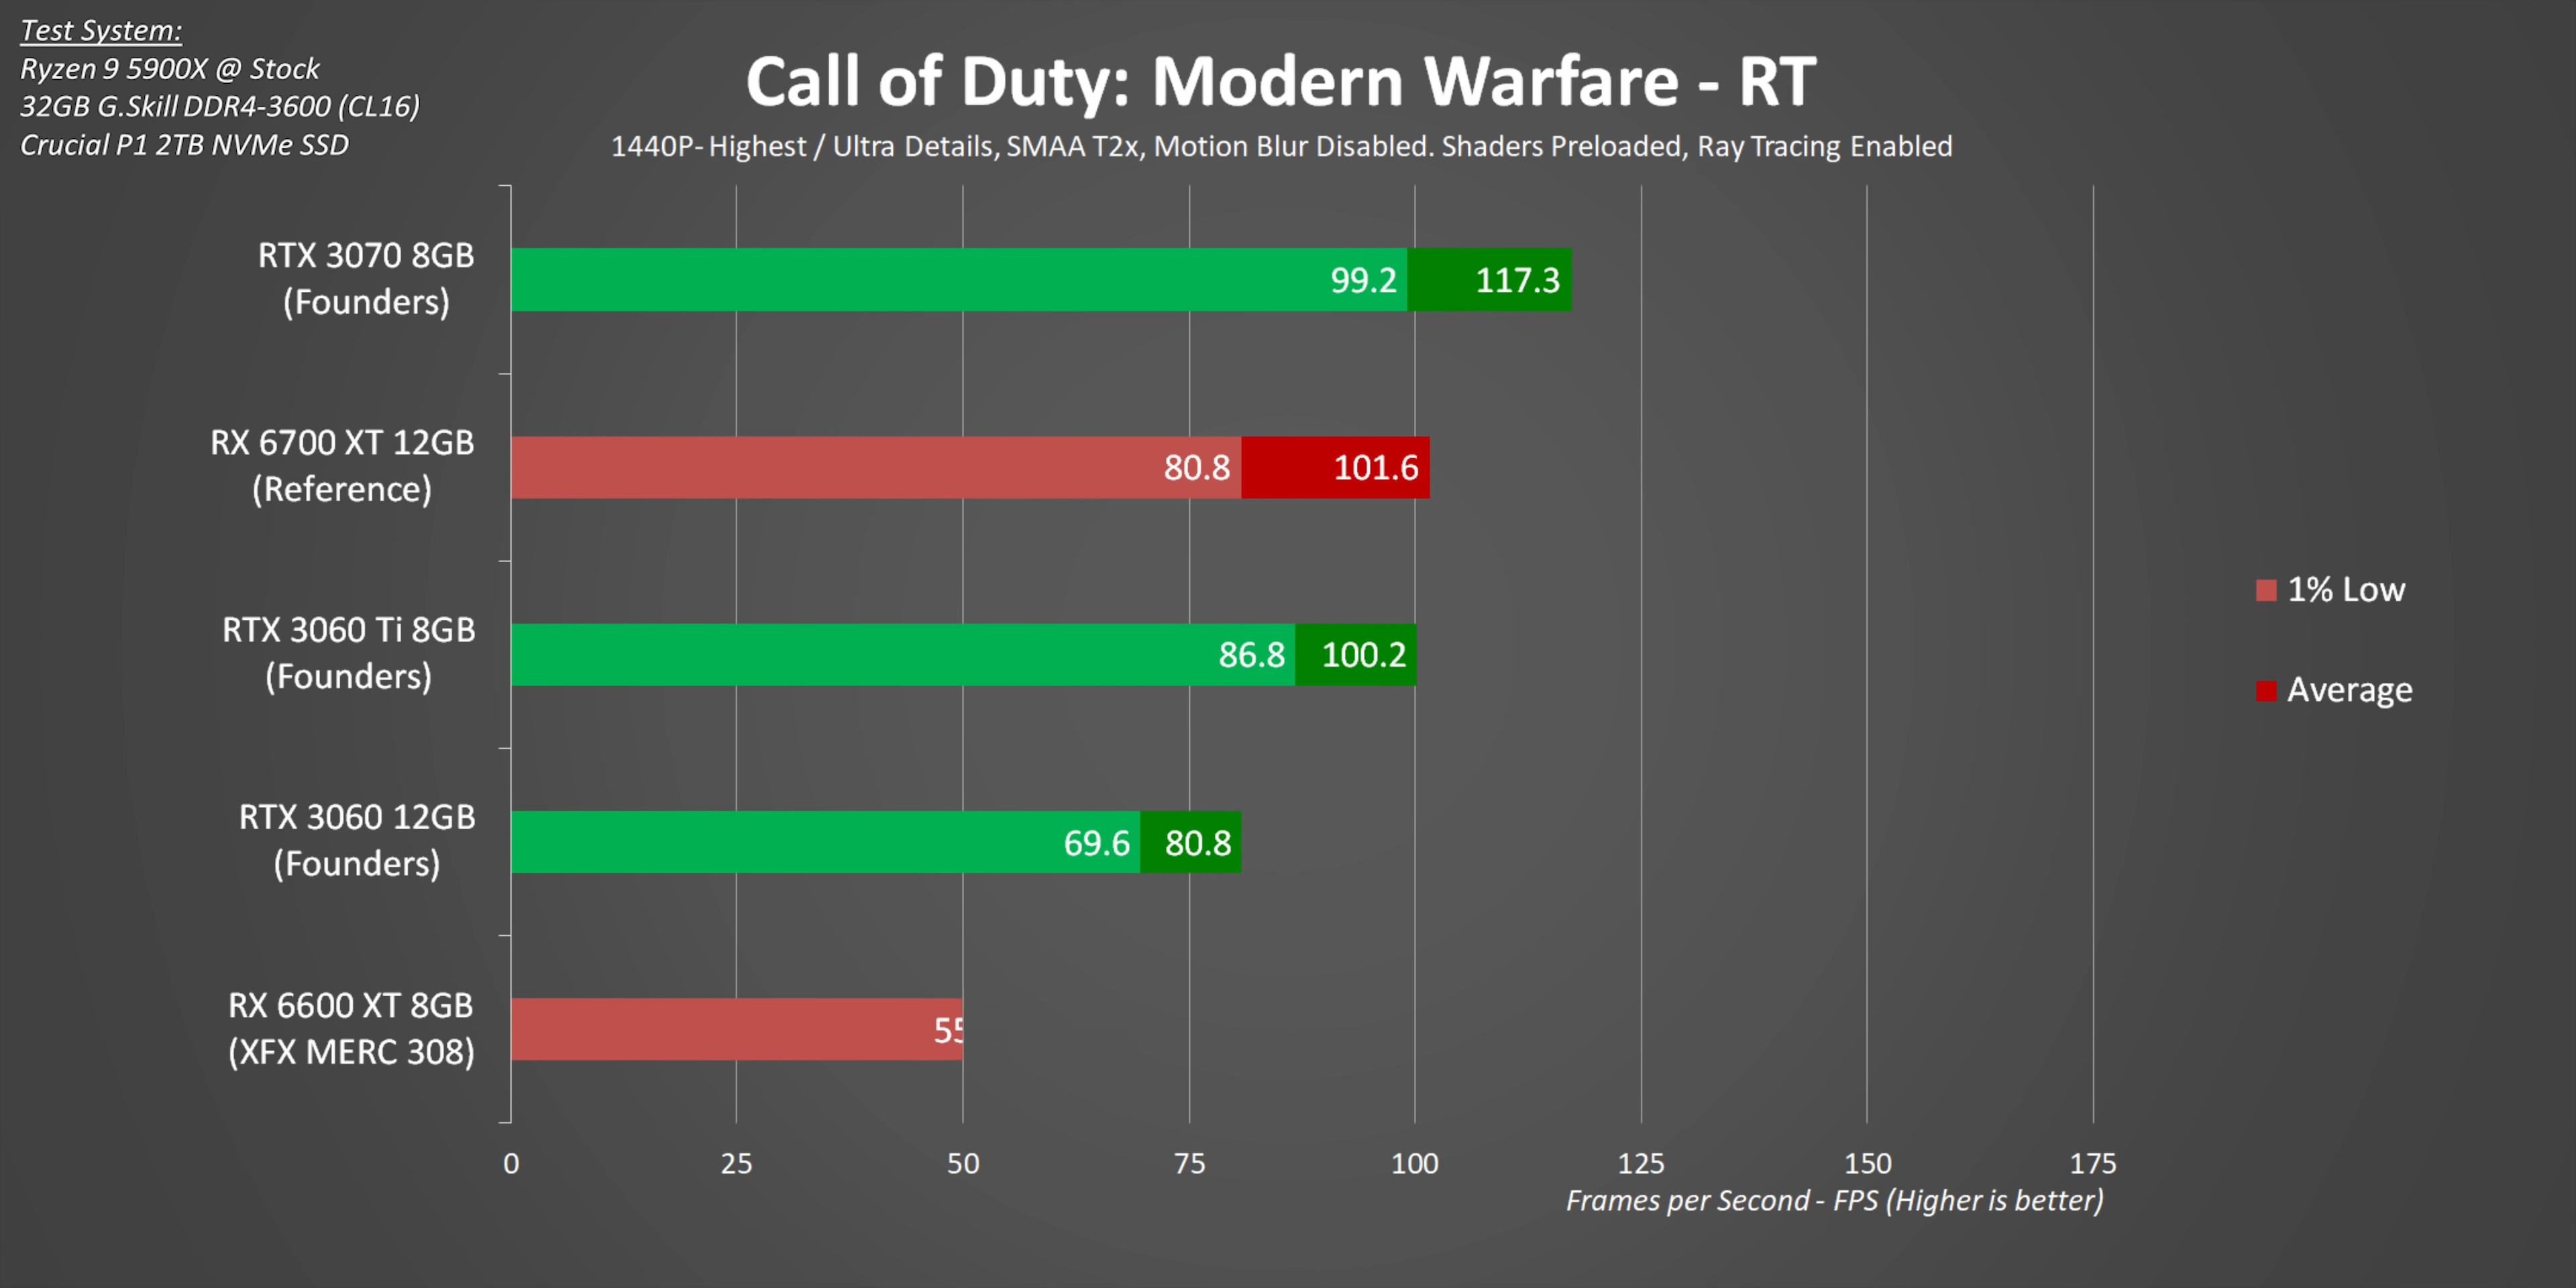 Test System:
Ryzen 9 5900X @ Stock
32GB G.Skill DDR4-3600 (CL16)
Crucial P1 2TB NVMe SSD
Call of Duty: Modern Warfare - RT
1440P- Highest / Ultra Details, SMAA T2x, Motion Blur Disabled. Shaders Preloaded, Ray Tracing Enabled
RTX 3070 8GB
(Founders)
99.2 117.3
RX 6700 XT 12GB
(Reference)
80.8 101.6
RTX 3060 Ti 8GB
(Founders)
86.8 100.2
RTX 3060 12GB
(Founders)
69.6 80.8
RX 6600 XT 8GB
(XFX MERC 308)
1% Low
Average
0 25 50 75 100 125 150 175
Frames per Second - FPS (Higher is better)